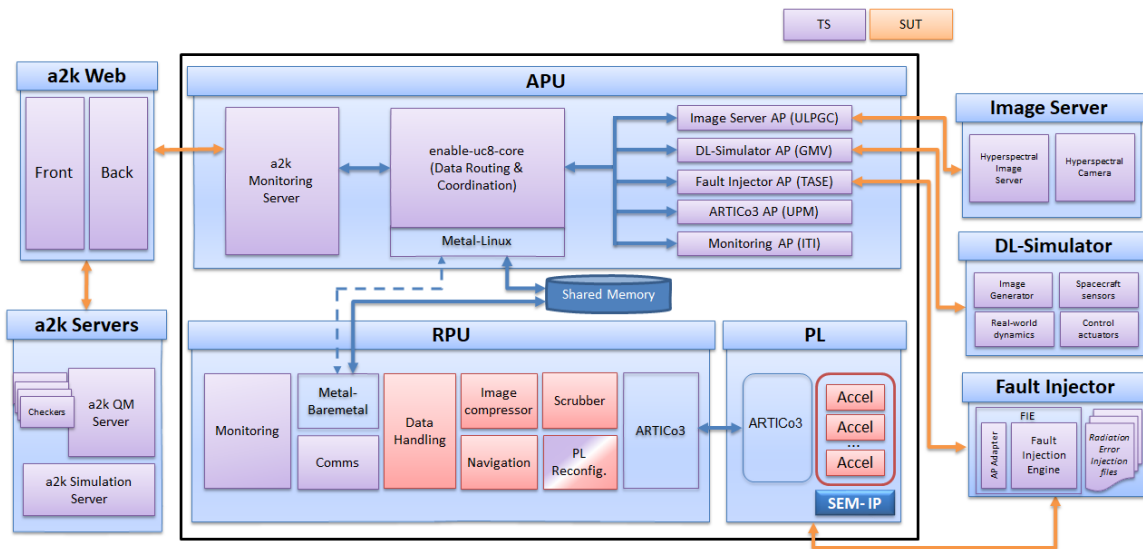 TS
SUT
a2k Web
Front
Back
a2k Servers
Checkers
a2k QM
Server
a2k Simulation
Server
APU
a2k
Monitoring
Server
enable-uc8-core
(Data Routing &
Coordination)
Metal-Linux
Image Server AP (ULPGC)
DL-Simulator AP (GMV)
Fault Injector AP (TASE)
ARTICo3 AP (UPM)
Monitoring AP (ITI)
Shared Memory
RPU
Monitoring
Metal-
Baremetal
Comms
Data
Handling
Image
compressor
Navigation
Scrubber
PL
Reconfig.
ARTICo3
PL
ARTICo3
Accel
Accel
...
Accel
SEM-IP
Image Server
Hyperspectral
Image
Server
Hyperspectral
Camera
DL-Simulator
Image
Generator
Spacecraft
sensors
Real-world
dynamics
Control
actuators
Fault Injector
FIE
AP Adapter
Fault
Injection
Engine
Radiation
Error
Injection
files